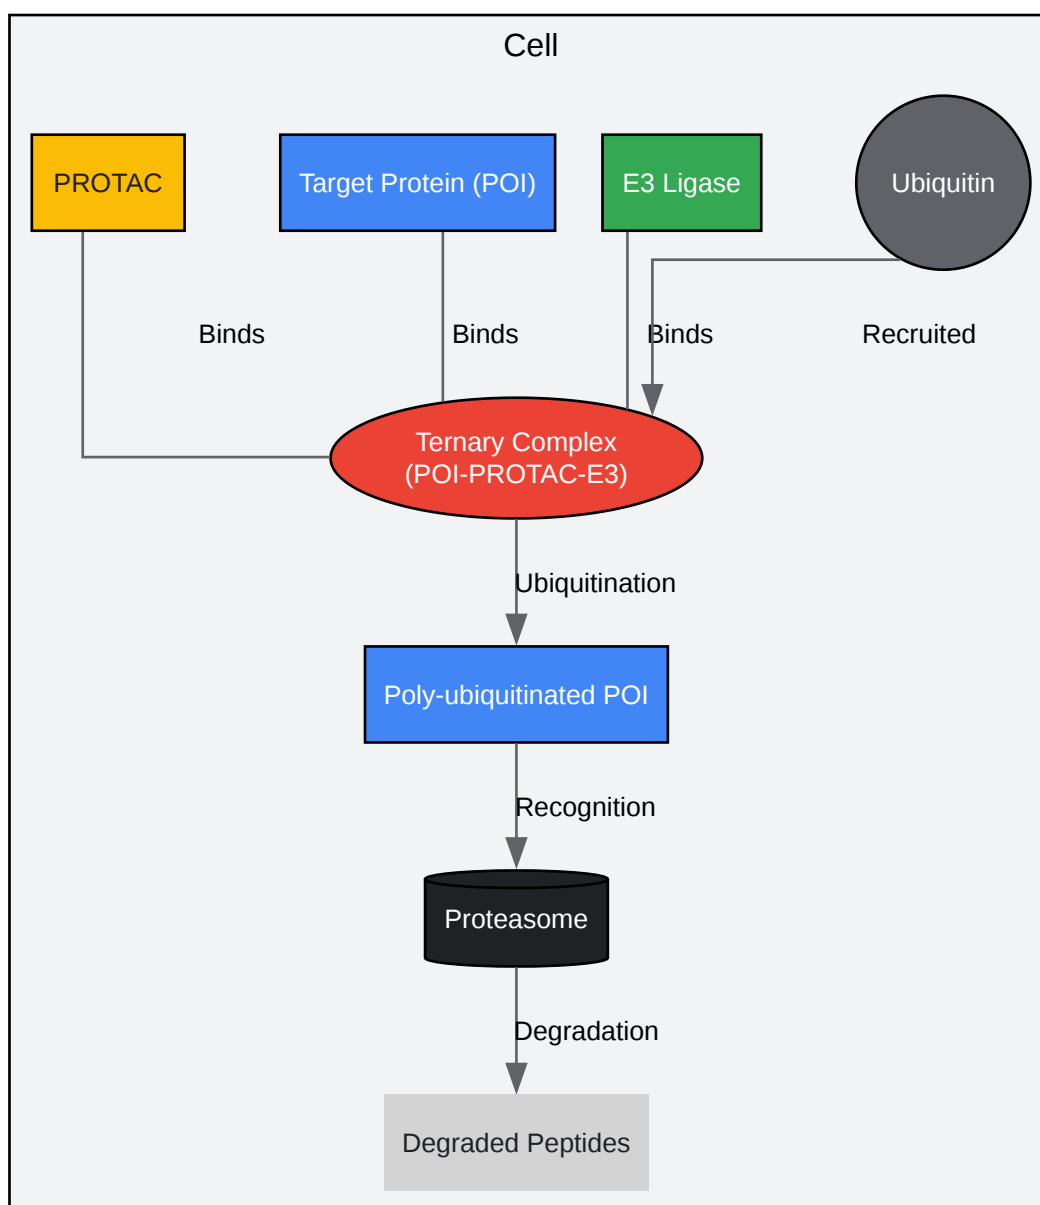 Cell
PROTAC
Target Protein (POI)
E3 Ligase
Ubiquitin
Binds
Binds
Binds
Recruited
Ternary Complex
(POI-PROTAC-E3)
Ubiquitination
Poly-ubiquitinated POI
Recognition
Proteasome
Degradation
Degraded Peptides